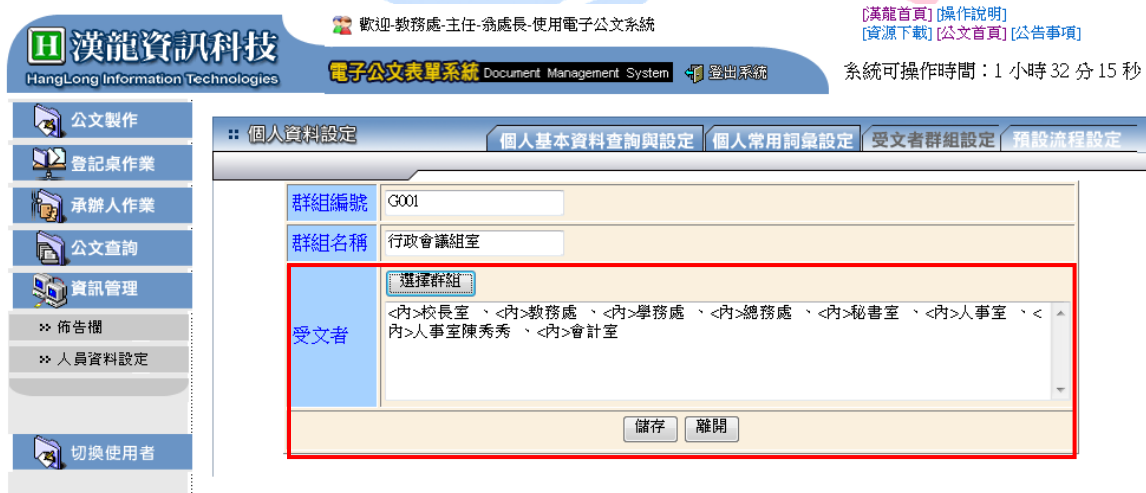 漢龍資訊科技
HangLong Information Technologies
歡迎-教務處-主任-翁處長-使用電子公文系統
[漢龍首頁] [操作說明]
[資源下載] [公文首頁] [公告事項]
電子公文表單系統 Document Management System 登出系統
系統可操作時間：1 小時 32 分 15 秒
公文製作
登記桌作業
承辦人作業
公文查詢
資訊管理
佈告欄
人員資料設定
切換使用者
個人資料設定
個人基本資料查詢與設定 個人常用詞彙設定 受文者群組設定 預設流程設定
群組編號 G001
群組名稱 行政會議組室
受文者
選擇群組
<內>校長室 、<內>教務處 、<內>學務處 、<內>總務處 、<內>秘書室 、<內>人事室 、<
內>人事室陳秀秀 、<內>會計室
儲存 離開